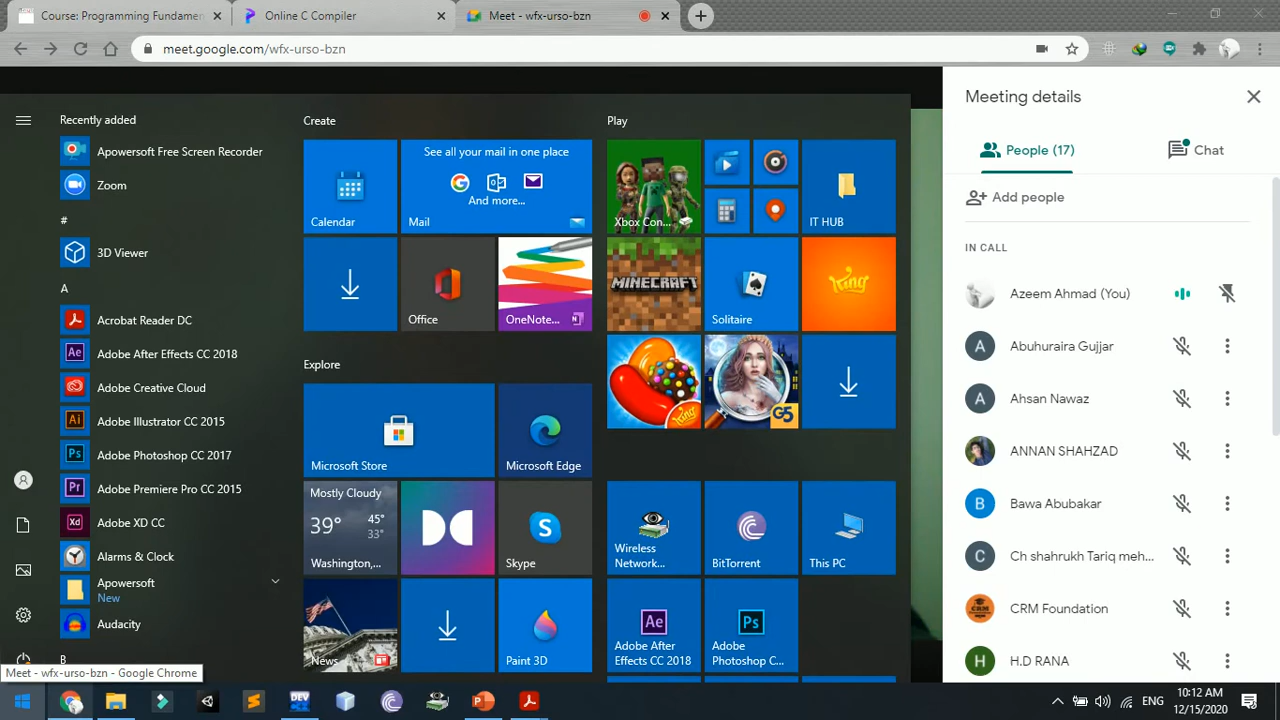 Course: Programming Fundamen
Online C Compiler
Meet - wfx-urso-bzn
meet.google.com/wfx-urso-bzn
Recently added
Apowersoft Free Screen Recorder
Zoom
#
3D Viewer
A
Acrobat Reader DC
Adobe After Effects CC 2018
Adobe Creative Cloud
Adobe Illustrator CC 2015
Adobe Photoshop CC 2017
Adobe Premiere Pro CC 2015
Adobe XD CC
Alarms & Clock
Apowersoft
New
Audacity
B
Meet - wfx-urso-bzn - Google Chrome
Create
Calendar
See all your mail in one place
And more...
Mail
Office
OneNote...
Explore
Microsoft Store
Microsoft Edge
Mostly Cloudy
39° 45°
33°
Washington,...
Skype
News
Paint 3D
Play
Xbox Con...
IT HUB
MINECRAFT
Solitaire
King
King
G5
Wireless
Network...
BitTorrent
This PC
Ae
Adobe After
Effects CC 2018
Ps
Adobe
Photoshop C...
Meeting details
People (17)
Chat
Add people
IN CALL
Azeem Ahmad (You)
A
Abuhuraira Gujjar
A
Ahsan Nawaz
ANNAN SHAHZAD
B
Bawa Abubakar
C
Ch shahrukh Tariq meh...
CRM Foundation
H
H.D RANA
DEV
ENG
10:12 AM
12/15/2020